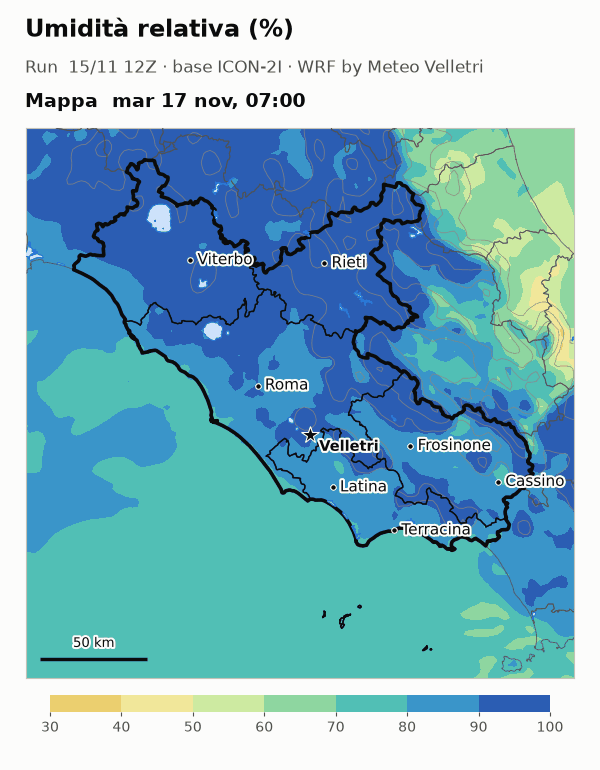 Umidità relativa (%)
Run  15/11 12Z · base ICON-2I · WRF by Meteo Velletri
Mappa  mar 17 nov, 07:00
Viterbo
Rieti
Roma
Velletri
Frosinone
Cassino
Latina
Terracina
50 km
30 40 50 60 70 80 90 100